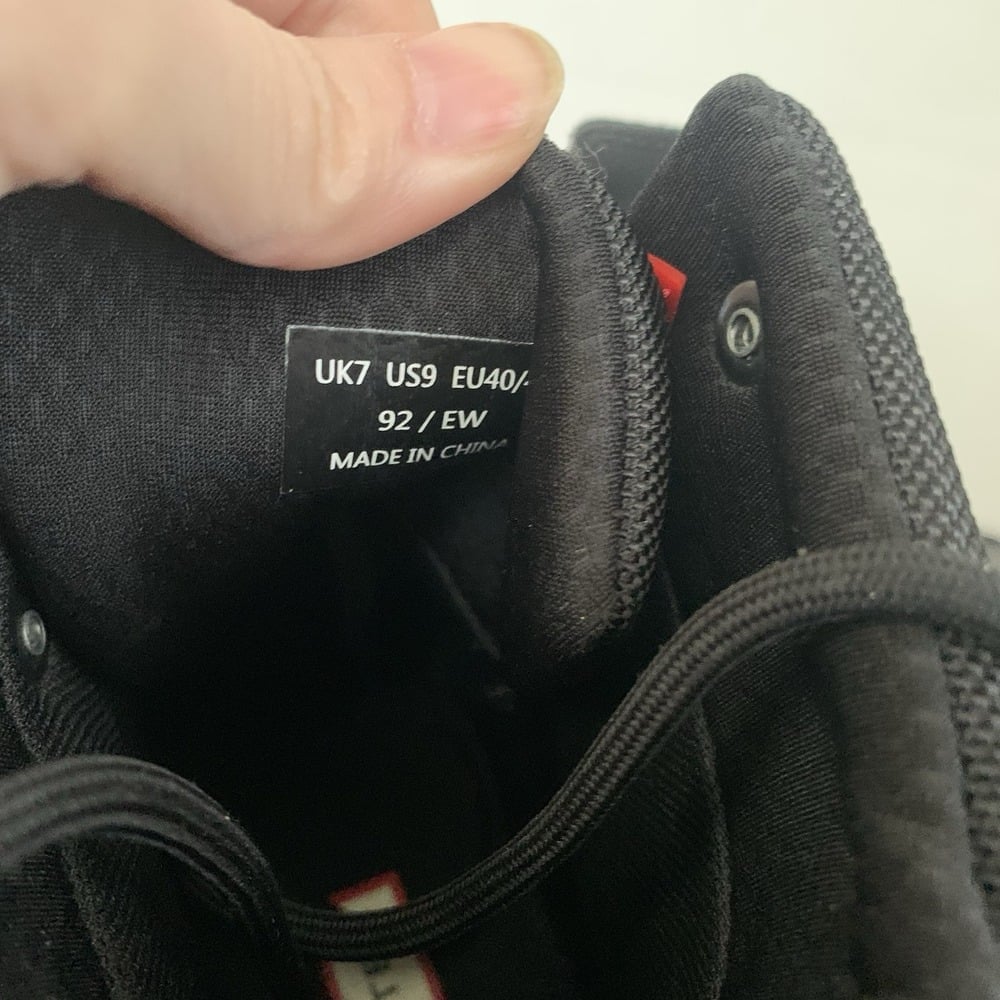 UK7 US9 EU40/
92 / EW
MADE IN CHINA